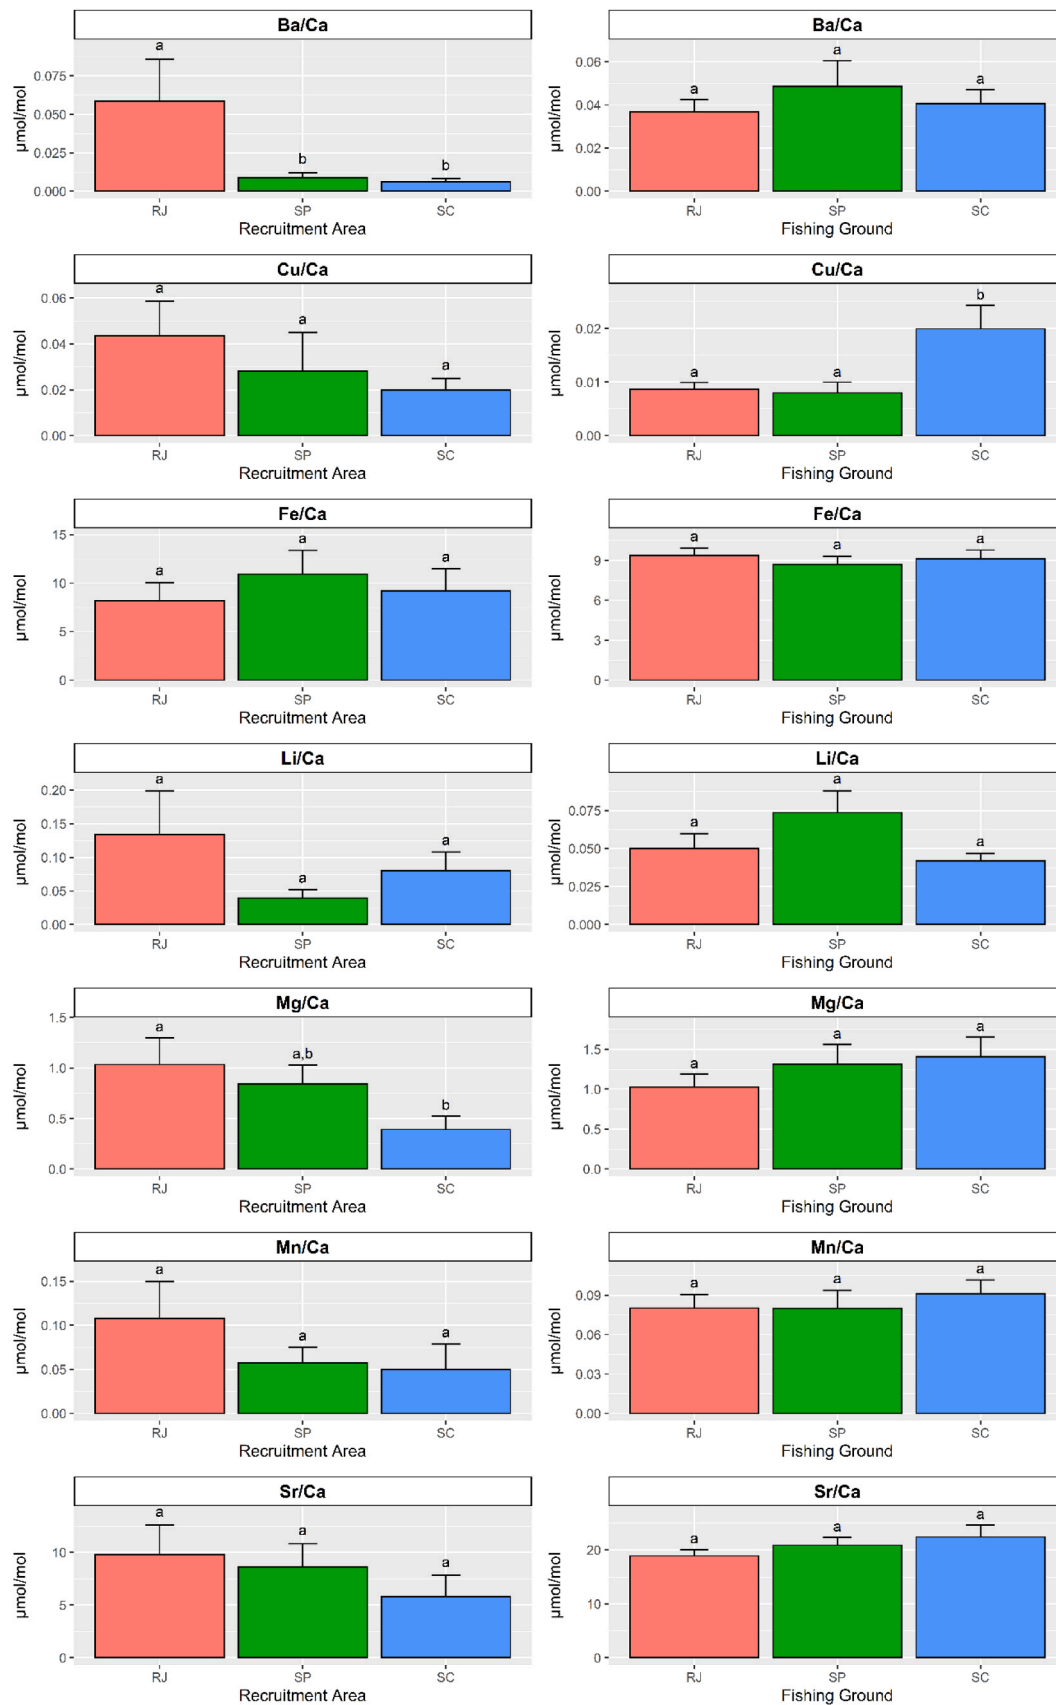 Ba/Ca
a
b
b
0.075
0.050
0.025
0.000
µmol/mol
RJ
SP
SC
Recruitment Area
Ba/Ca
a
a
a
0.06
0.04
0.02
0.00
µmol/mol
RJ
SP
SC
Fishing Ground
Cu/Ca
a
a
a
0.06
0.04
0.02
0.00
µmol/mol
RJ
SP
SC
Recruitment Area
Cu/Ca
a
a
b
0.02
0.01
0.00
µmol/mol
RJ
SP
SC
Fishing Ground
Fe/Ca
a
a
a
15
10
5
0
µmol/mol
RJ
SP
SC
Recruitment Area
Fe/Ca
a
a
a
9
6
3
0
µmol/mol
RJ
SP
SC
Fishing Ground
Li/Ca
a
a
a
0.20
0.15
0.10
0.05
0.00
µmol/mol
RJ
SP
SC
Recruitment Area
Li/Ca
a
a
a
0.075
0.050
0.025
0.000
µmol/mol
RJ
SP
SC
Fishing Ground
Mg/Ca
a
a,b
b
1.5
1.0
0.5
0.0
µmol/mol
RJ
SP
SC
Recruitment Area
Mg/Ca
a
a
a
1.5
1.0
0.5
0.0
µmol/mol
RJ
SP
SC
Fishing Ground
Mn/Ca
a
a
a
0.15
0.10
0.05
0.00
µmol/mol
RJ
SP
SC
Recruitment Area
Mn/Ca
a
a
a
0.09
0.06
0.03
0.00
µmol/mol
RJ
SP
SC
Fishing Ground
Sr/Ca
a
a
a
10
5
0
µmol/mol
RJ
SP
SC
Recruitment Area
Sr/Ca
a
a
a
20
10
0
µmol/mol
RJ
SP
SC
Fishing Ground